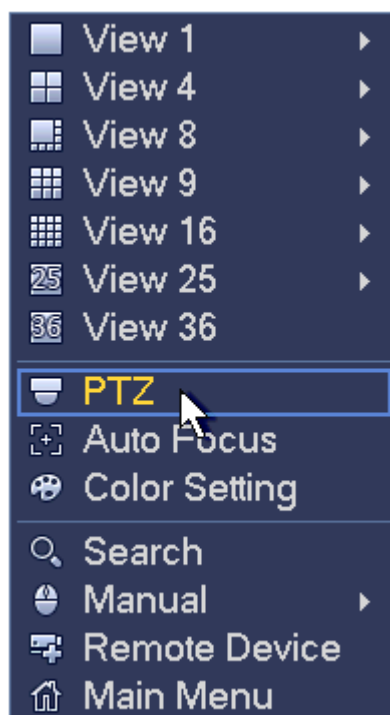 View 1
View 4
View 8
View 9
View 16
25 View 25
36 View 36
PTZ
Auto Focus
Color Setting
Search
Manual
Remote Device
Main Menu